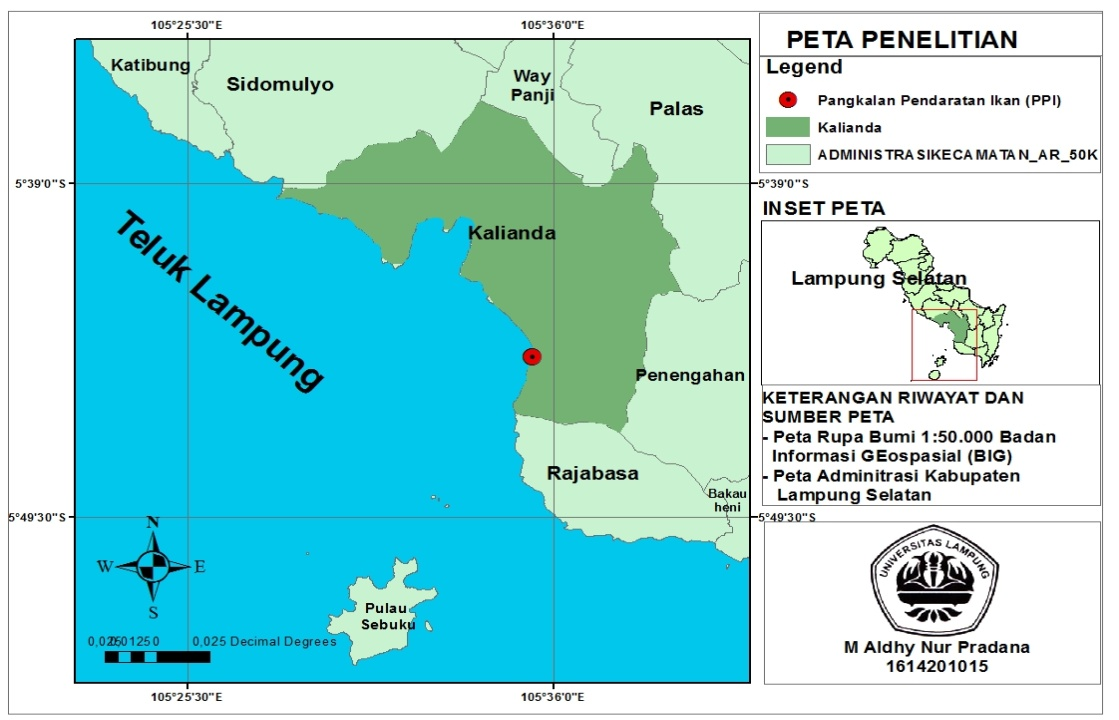 105°25'30"E
105°36'0"E
PETA PENELITIAN
Legend
Pangkalan Pendaratan Ikan (PPI)
Kalianda
ADMINISTRASIKECAMATAN_AR_50K
Katibung
Sidomulyo
Way
Panji
Palas
5°39'0"S
5°39'0"S
INSET PETA
Lampung Selatan
Teluk Lampung
Kalianda
Penengahan
KETERANGAN RIWAYAT DAN
SUMBER PETA
- Peta Rupa Bumi 1:50.000 Badan
Informasi GEospasial (BIG)
- Peta Adminitrasi Kabupaten
Lampung Selatan
Rajabasa
Bakau
heni
5°49'30"S
5°49'30"S
N
W
E
S
Pulau
Sebuku
0,025 Decimal Degrees
UNIVERSITAS LAMPUNG
M Aldhy Nur Pradana
1614201015
105°25'30"E
105°36'0"E